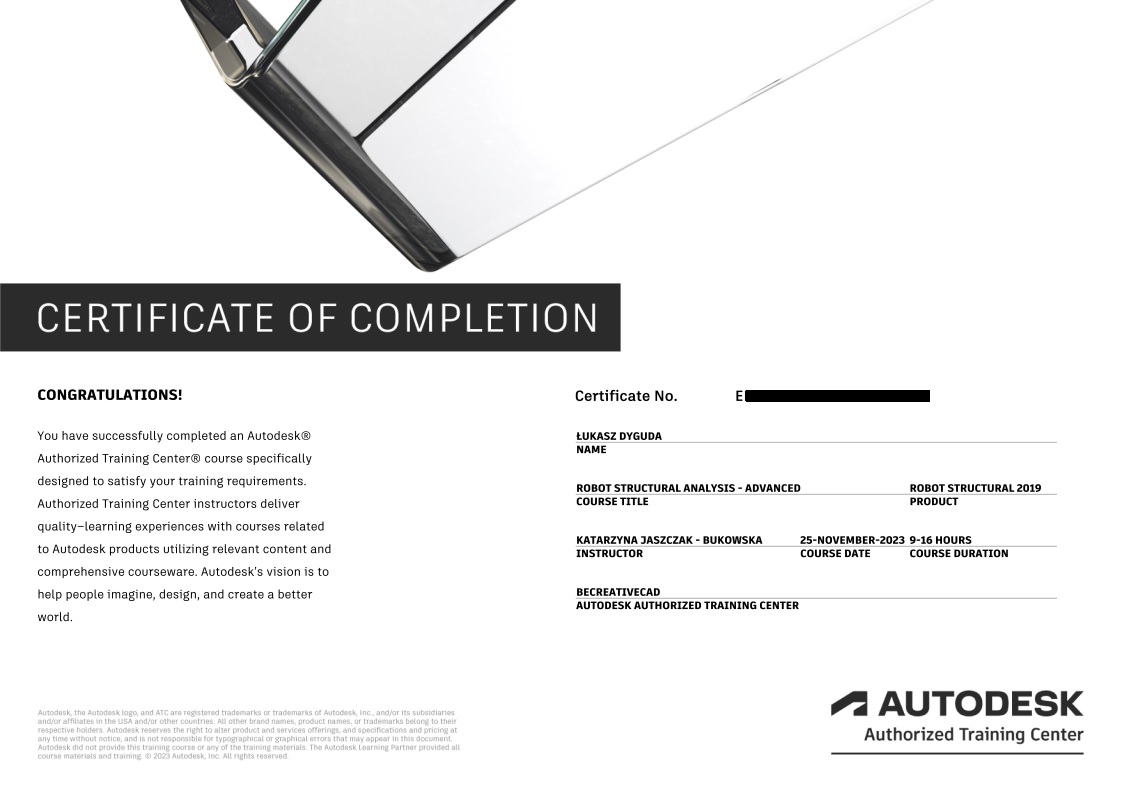 CERTIFICATE OF COMPLETION
CONGRATULATIONS!
You have successfully completed an Autodesk®
Authorized Training Center® course specifically
designed to satisfy your training requirements.
Authorized Training Center instructors deliver
quality-learning experiences with courses related
to Autodesk products utilizing relevant content and
comprehensive courseware. Autodesk's vision is to
help people imagine, design, and create a better
world.
Certificate No. E
ŁUKASZ DYGUDA
NAME
ROBOT STRUCTURAL ANALYSIS - ADVANCED ROBOT STRUCTURAL 2019
COURSE TITLE PRODUCT
KATARZYNA JASZCZAK - BUKOWSKA 25-NOVEMBER-2023 9-16 HOURS
INSTRUCTOR COURSE DATE COURSE DURATION
BECREATIVECAD
AUTODESK AUTHORIZED TRAINING CENTER
Autodesk, the Autodesk logo, and ATC are registered trademarks or trademarks of Autodesk, Inc., and/or its subsidiaries
and/or affiliates in the USA and/or other countries. All other brand names, product names, or trademarks belong to their
respective holders. Autodesk reserves the right to alter product and services offerings, and specifications and pricing at
any time without notice, and is not responsible for typographical or graphical errors that may appear in this document.
Autodesk did not provide this training course or any of the training materials. The Autodesk Learning Partner provided all
course materials and training. © 2023 Autodesk, Inc. All rights reserved.
AUTODESK
Authorized Training Center